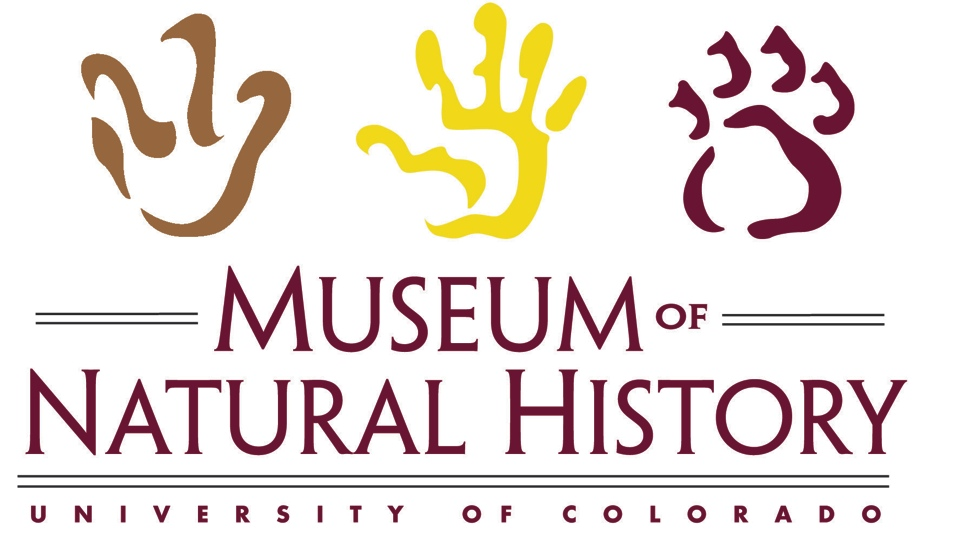 MUSEUM OF
NATURAL HISTORY
UNIVERSITY OF COLORADO